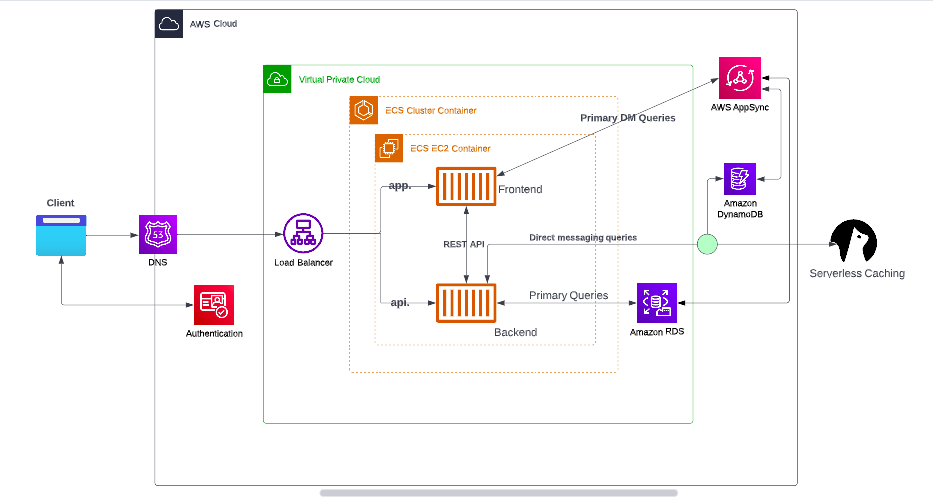 AWS Cloud
Virtual Private Cloud
ECS Cluster Container
ECS EC2 Container
AWS AppSync
Primary DM Queries
app.
Frontend
Client
Amazon
DynamoDB
53
DNS
Load Balancer
REST API
Direct messaging queries
Serverless Caching
api.
Primary Queries
Authentication
Backend
Amazon RDS